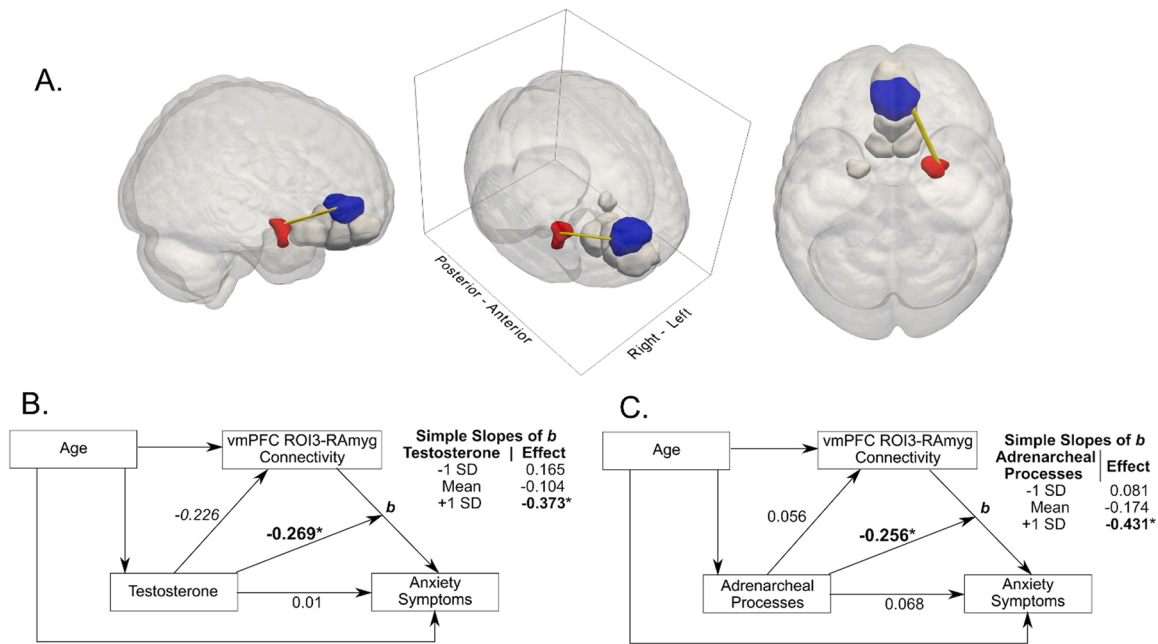 A.
Posterior - Anterior
Right - Left
B.
Age
vmPFC ROI3-RAmyg
Connectivity
Simple Slopes of b
Testosterone | Effect
-1 SD 0.165
Mean -0.104
+1 SD -0.373*
-0.226
-0.269*
b
Testosterone
0.01
Anxiety
Symptoms
C.
Age
vmPFC ROI3-RAmyg
Connectivity
Simple Slopes of b
Adrenarcheal
Processes | Effect
-1 SD 0.081
Mean -0.174
+1 SD -0.431*
0.056
-0.256*
b
Adrenarcheal
Processes
0.068
Anxiety
Symptoms